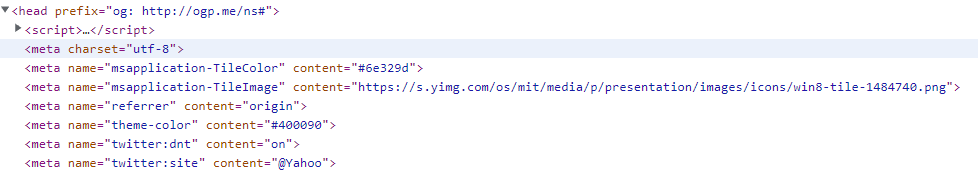 <head prefix="og: http://ogp.me/ns#">
<script>…</script>
<meta charset="utf-8">
<meta name="msapplication-TileColor" content="#6e329d">
<meta name="msapplication-TileImage" content="https://s.yimg.com/os/mit/media/p/presentation/images/icons/win8-tile-1484740.png">
<meta name="referrer" content="origin">
<meta name="theme-color" content="#400090">
<meta name="twitter:dnt" content="on">
<meta name="twitter:site" content="@Yahoo">